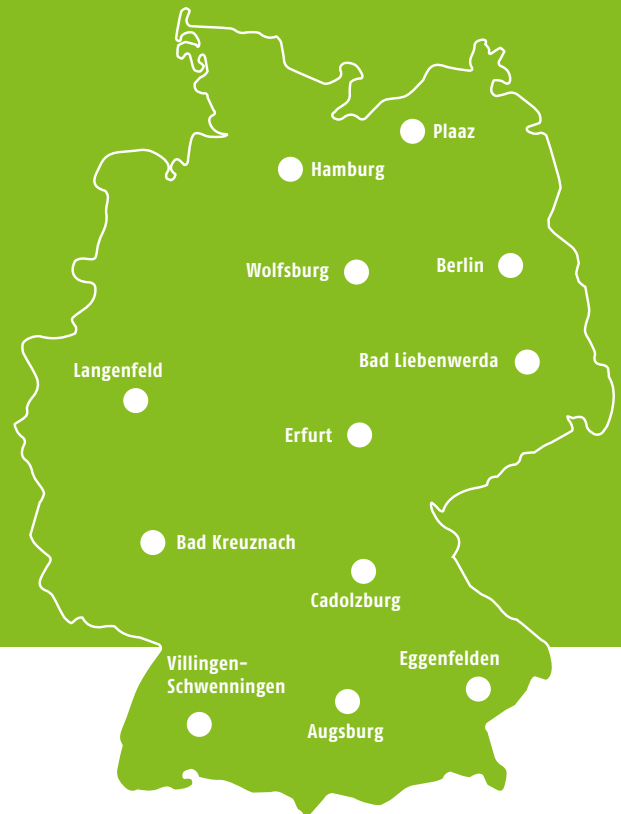 Plaaz
Hamburg
Wolfsburg
Berlin
Bad Liebenwerda
Langenfeld
Erfurt
Bad Kreuznach
Cadolzburg
Villingen-
Schwenningen
Eggenfelden
Augsburg